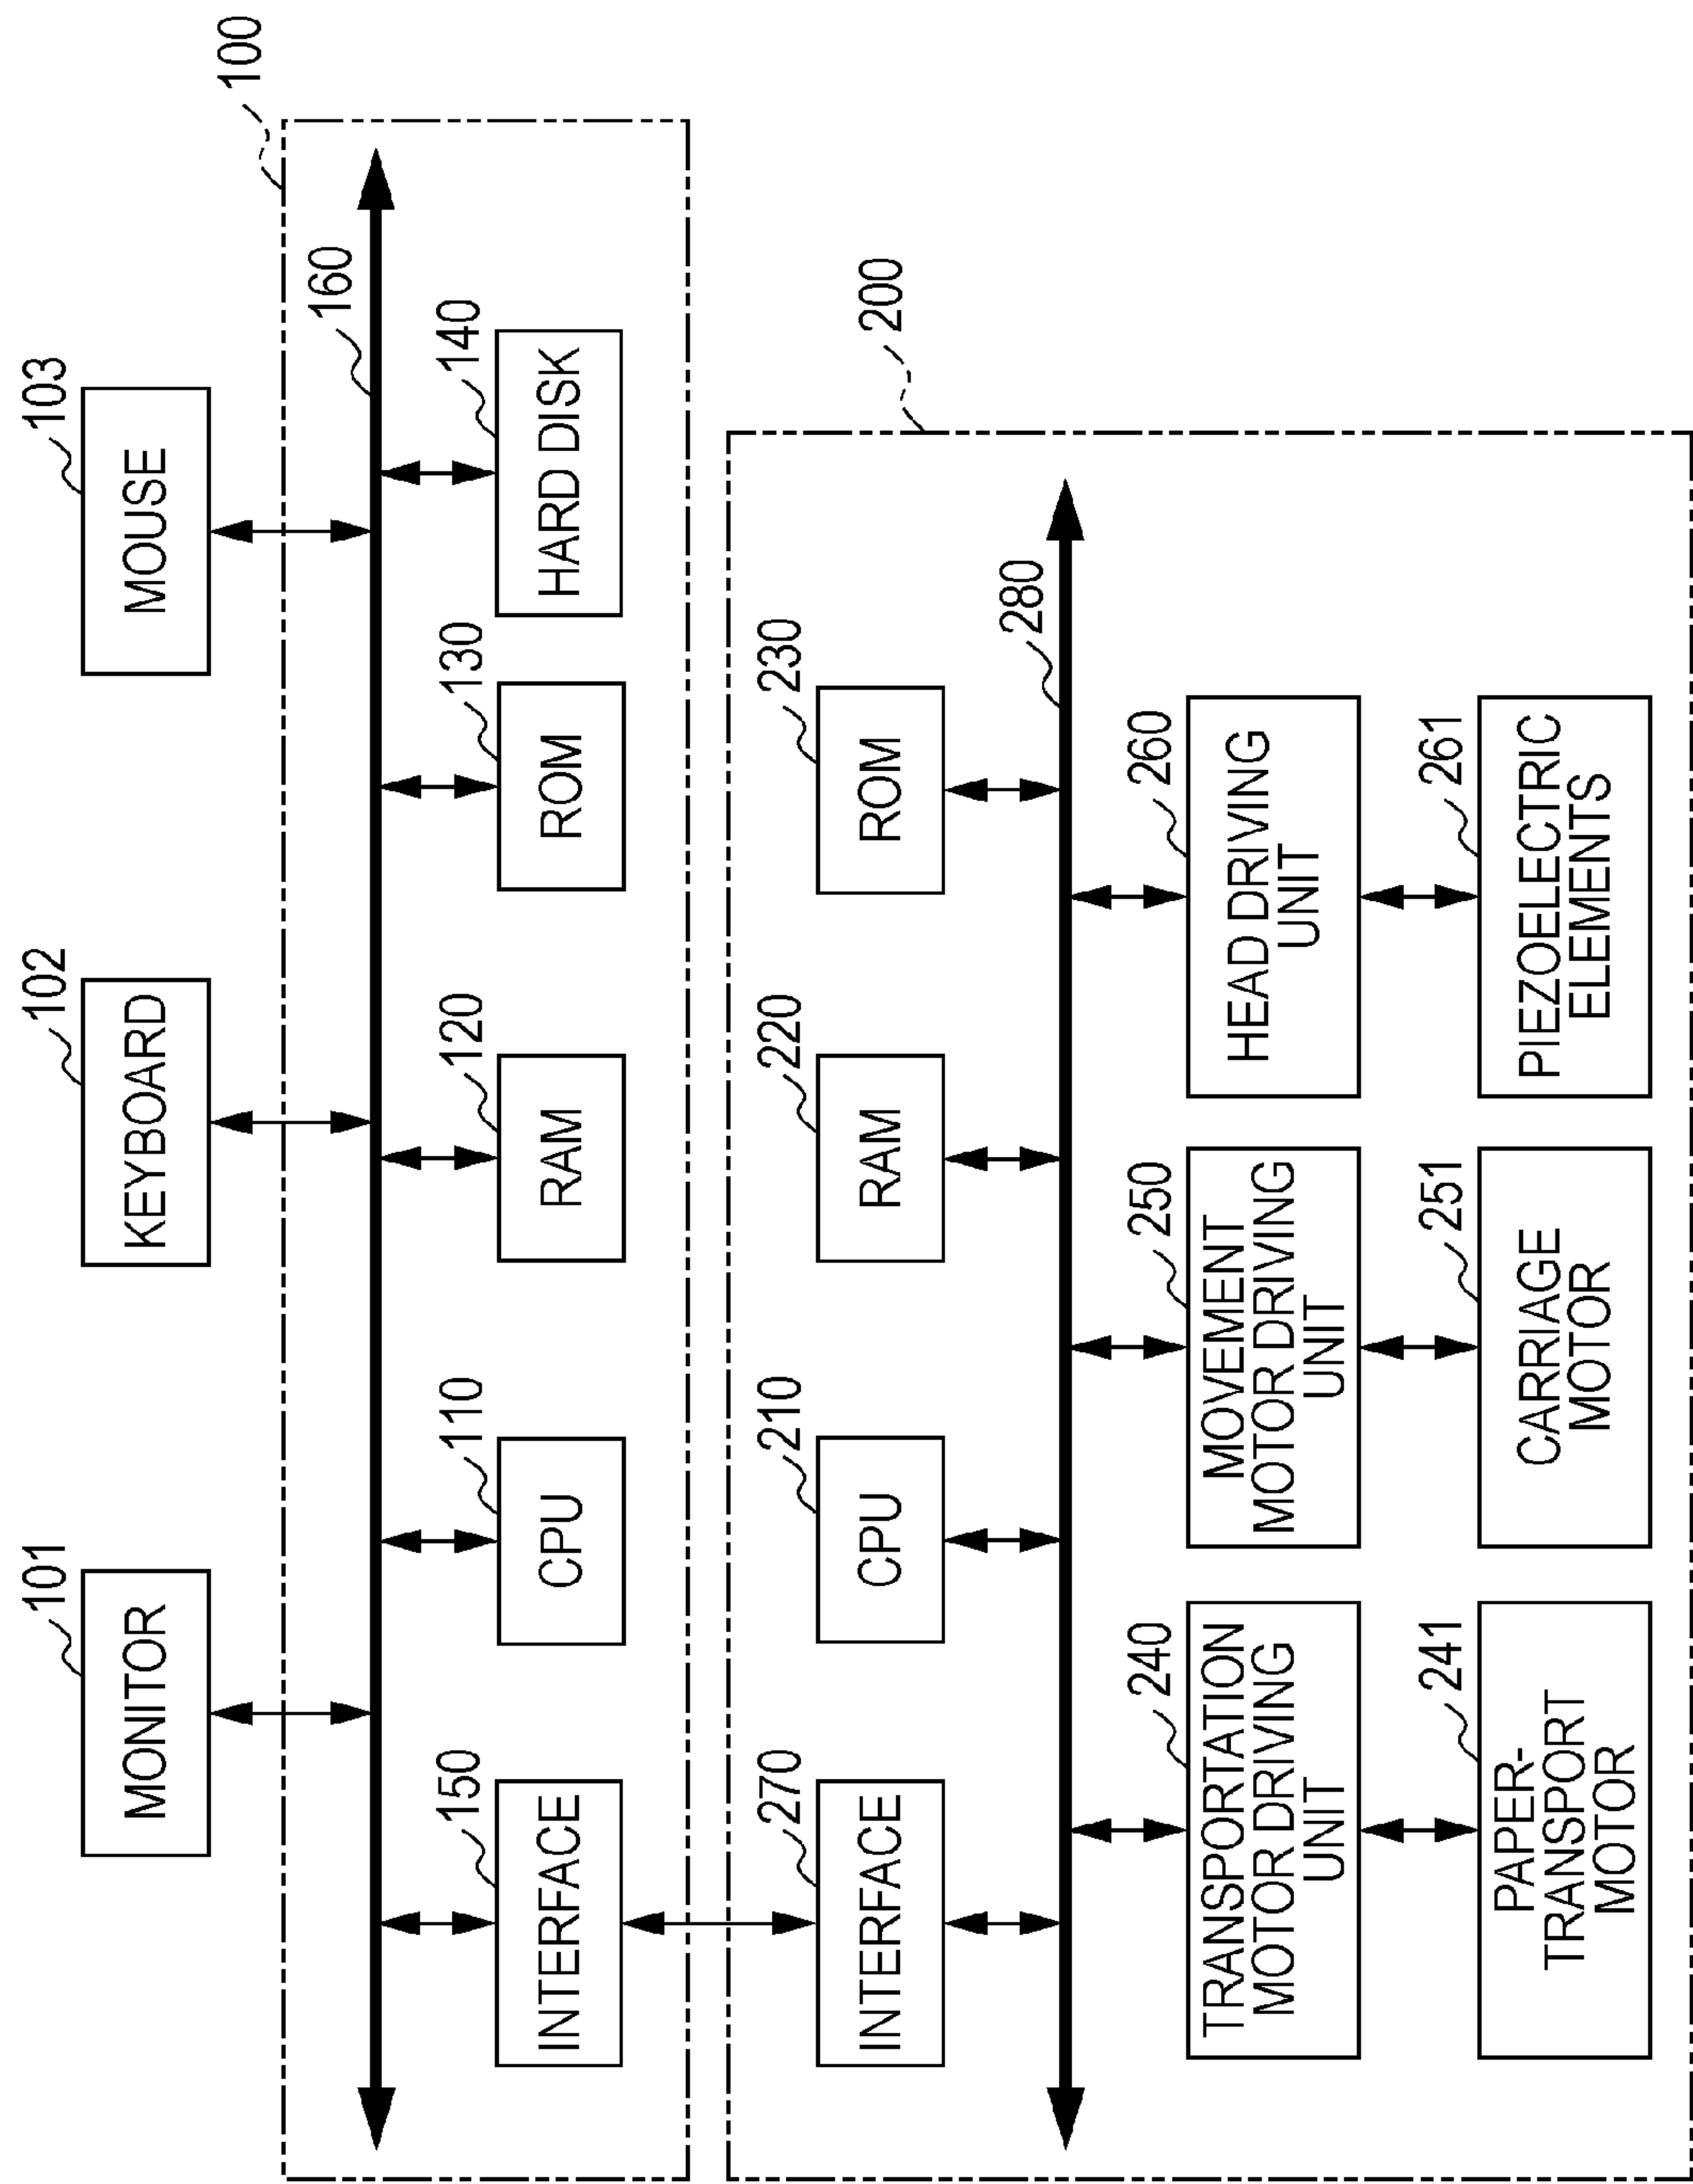 101
MONITOR
102
KEYBOARD
103
MOUSE
100
160
150
INTERFACE
110
CPU
120
RAM
130
ROM
140
HARD DISK
200
270
INTERFACE
210
CPU
220
RAM
230
ROM
280
240
TRANSPORTATION
MOTOR DRIVING
UNIT
250
MOVEMENT
MOTOR DRIVING
UNIT
260
HEAD DRIVING
UNIT
241
PAPER-
TRANSPORT
MOTOR
251
CARRIAGE
MOTOR
261
PIEZOELECTRIC
ELEMENTS